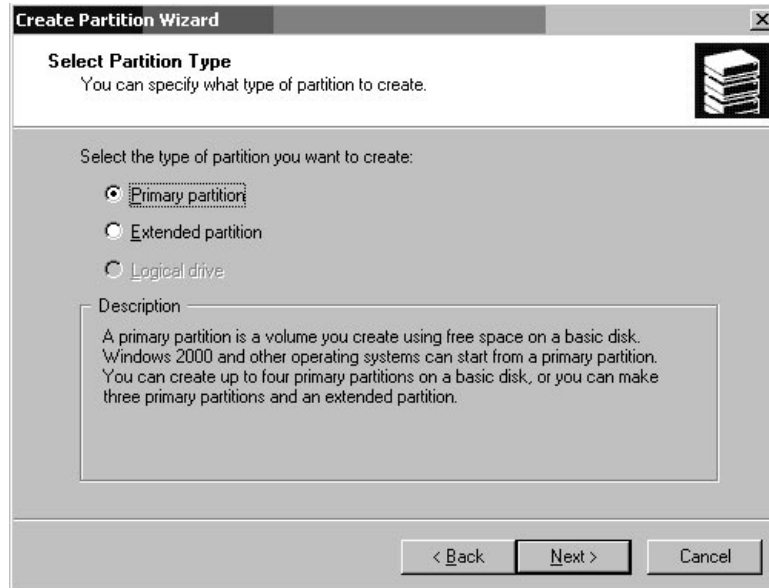 Create Partition Wizard
Select Partition Type
You can specify what type of partition to create.
Select the type of partition you want to create:
Primary partition
Extended partition
Logical drive
Description
A primary partition is a volume you create using free space on a basic disk.
Windows 2000 and other operating systems can start from a primary partition.
You can create up to four primary partitions on a basic disk, or you can make
three primary partitions and an extended partition.
< Back
Next >
Cancel